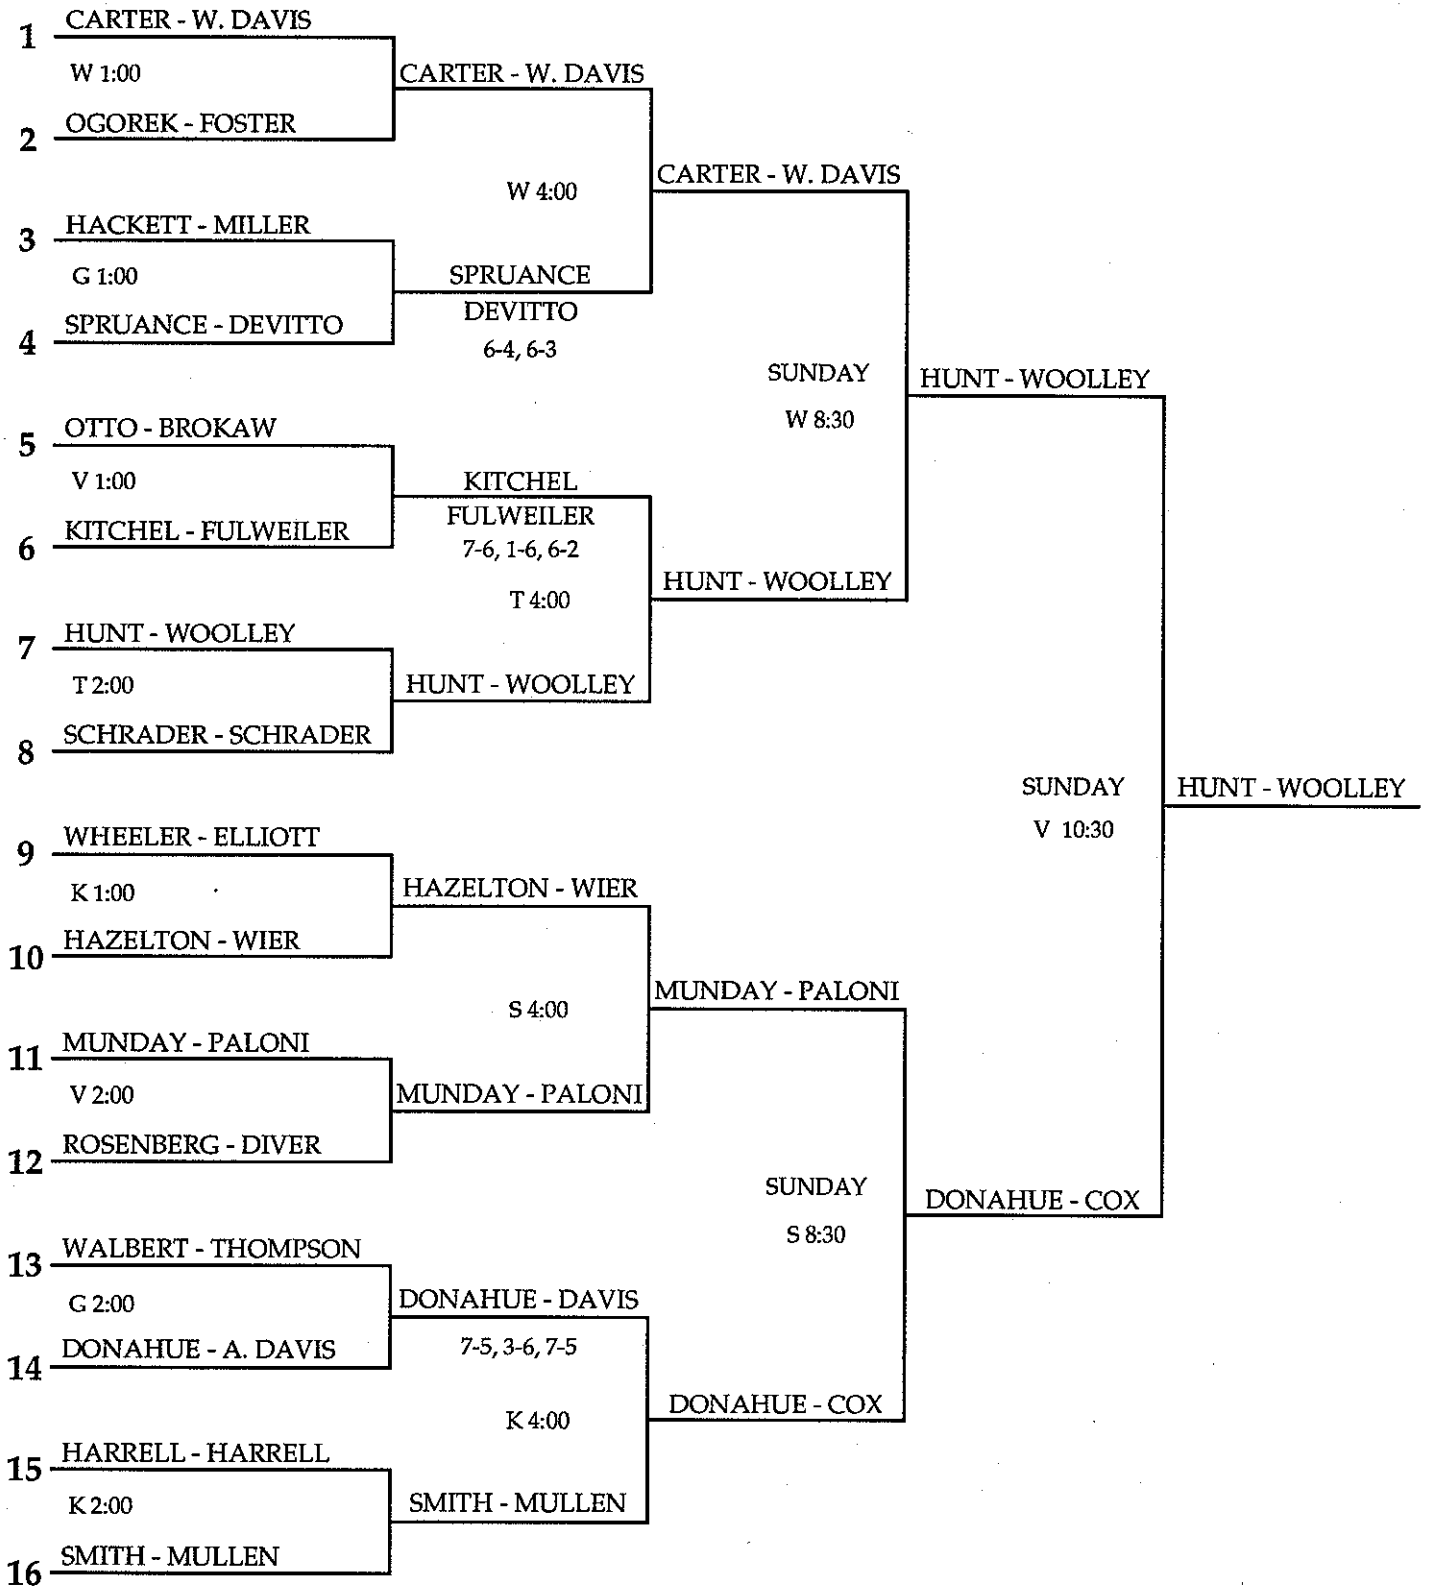 1 CARTER - W. DAVIS
W 1:00
2 OGOREK - FOSTER
3 HACKETT - MILLER
G 1:00
4 SPRUANCE - DEVITTO
5 OTTO - BROKAW
V 1:00
6 KITCHEL - FULWEILER
7 HUNT - WOOLLEY
T 2:00
8 SCHRADER - SCHRADER
9 WHEELER - ELLIOTT
K 1:00
10 HAZELTON - WIER
11 MUNDAY - PALONI
V 2:00
12 ROSENBERG - DIVER
13 WALBERT - THOMPSON
G 2:00
14 DONAHUE - A. DAVIS
15 HARRELL - HARRELL
K 2:00
16 SMITH - MULLEN
CARTER - W. DAVIS
W 4:00
SPRUANCE
DEVITTO
6-4, 6-3
KITCHEL
FULWEILER
7-6, 1-6, 6-2
T 4:00
HUNT - WOOLLEY
HAZELTON - WIER
S 4:00
MUNDAY - PALONI
DONAHUE - DAVIS
7-5, 3-6, 7-5
K 4:00
SMITH - MULLEN
CARTER - W. DAVIS
SUNDAY
W 8:30
HUNT - WOOLLEY
MUNDAY - PALONI
SUNDAY
S 8:30
DONAHUE - COX
HUNT - WOOLLEY
SUNDAY
V 10:30
DONAHUE - COX
HUNT - WOOLLEY